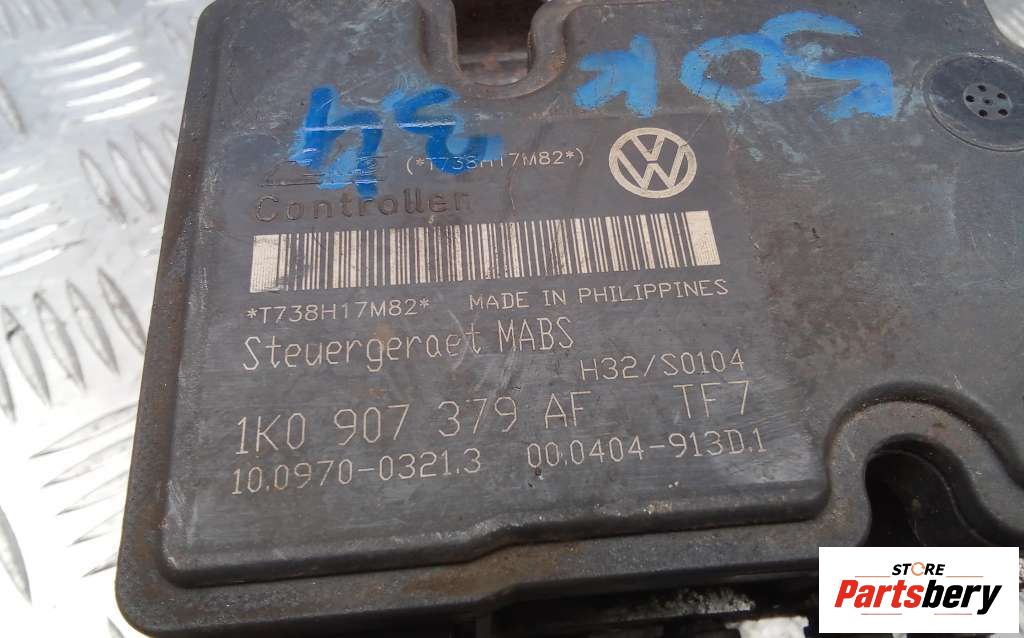 (*T738H17M82*)
Controller
*T738H17M82* MADE IN PHILIPPINES
Steuergeraet MABS
H32/S0104
1K0 907 379 AF TF7
10.0970-0321.3 00.0404-913D.1
STORE
Partsbery